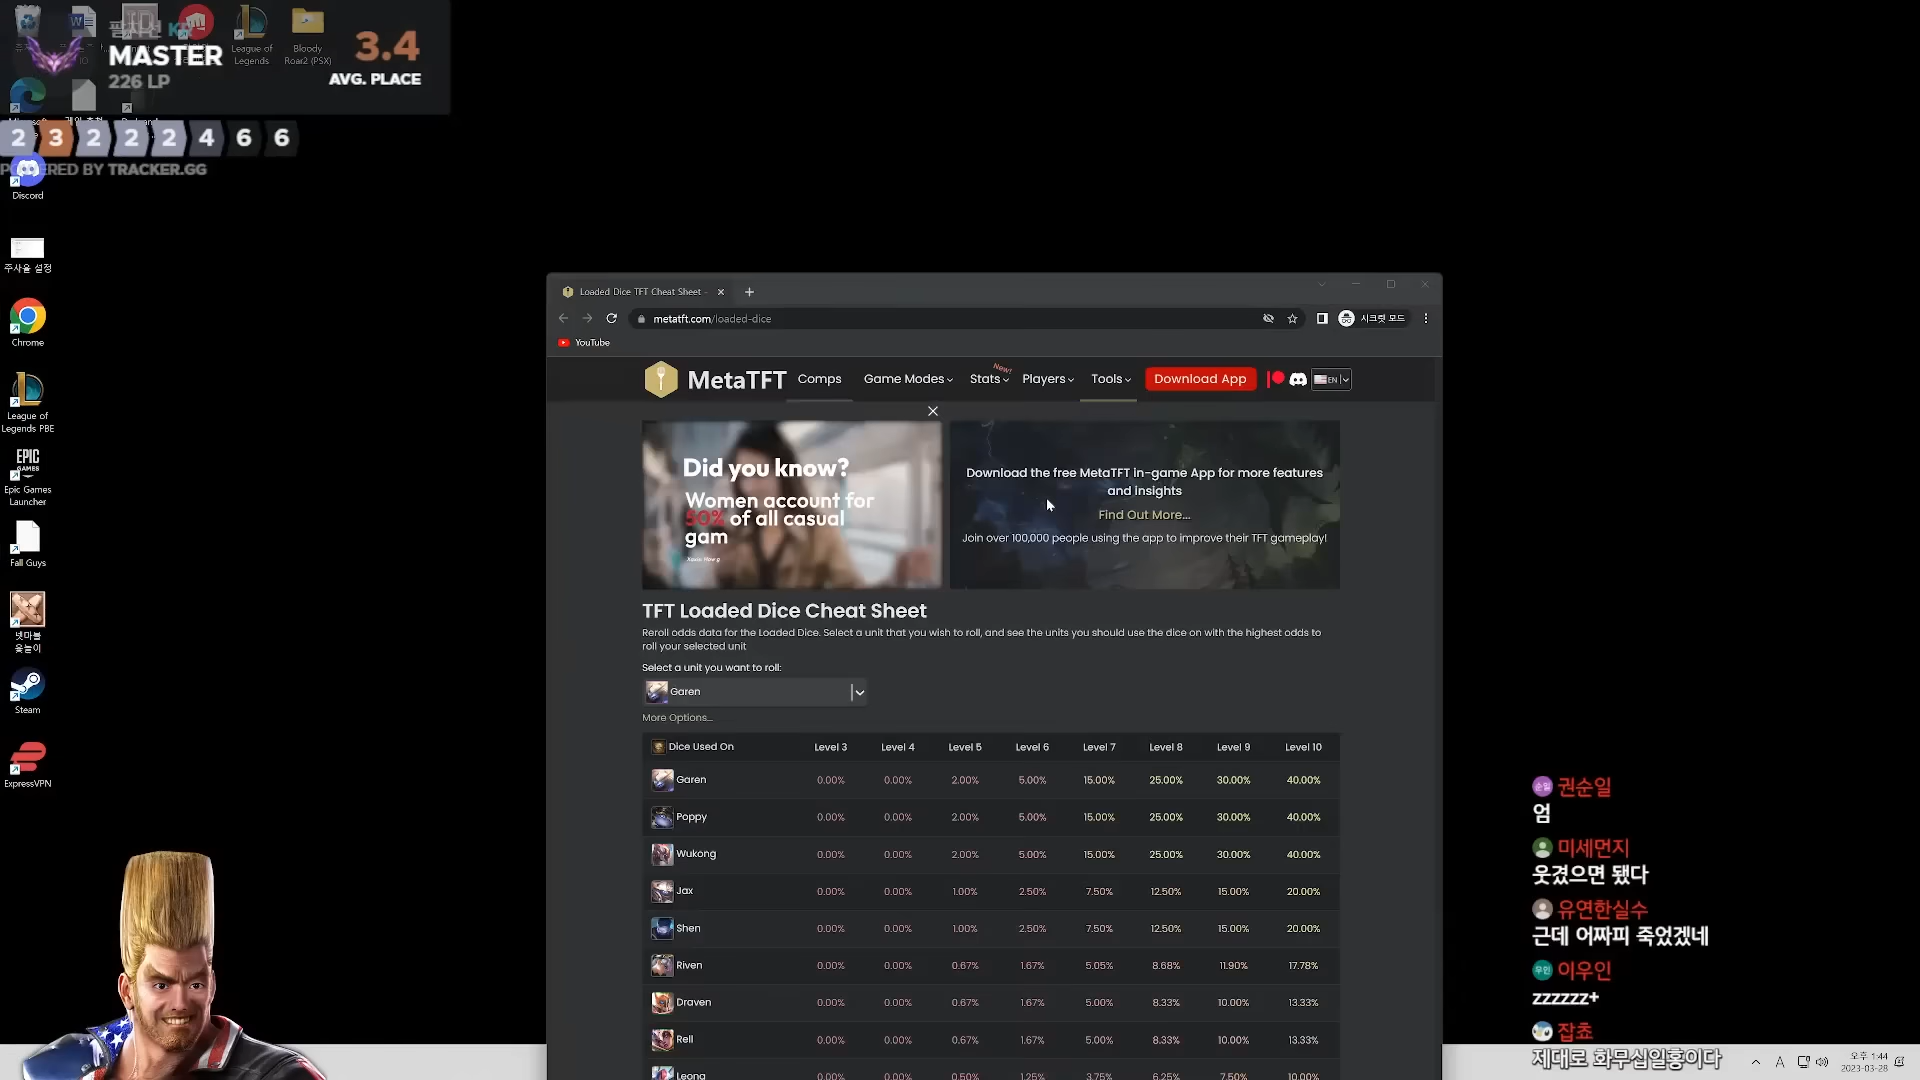 MASTER
226 LP
3.4
AVG. PLACE
League of
Legends
Bloody
Roar2 (PSX)
2 3 2 2 2 4 6 6
POWERED BY TRACKER.GG
Discord
주사율 설정
Chrome
League of
Legends PBE
EPIC
GAMES
Epic Games
Launcher
Fall Guys
넷마블
윷놀이
Steam
ExpressVPN
Loaded Dice TFT Cheat Sheet -
metatft.com/loaded-dice
시크릿 모드
YouTube
MetaTFT
Comps
Game Modes
Stats
New!
Players
Tools
Download App
EN
Did you know?
Women account for
50% of all casual
gam
Download the free MetaTFT in-game App for more features
and insights
Find Out More...
Join over 100,000 people using the app to improve their TFT gameplay!
TFT Loaded Dice Cheat Sheet
Reroll odds data for the Loaded Dice. Select a unit that you wish to roll, and see the units you should use the dice on with the highest odds to
roll your selected unit
Select a unit you want to roll:
Garen
More Options...
Dice Used On Level 3 Level 4 Level 5 Level 6 Level 7 Level 8 Level 9 Level 10
Garen 0.00% 0.00% 2.00% 5.00% 15.00% 25.00% 30.00% 40.00%
Poppy 0.00% 0.00% 2.00% 5.00% 15.00% 25.00% 30.00% 40.00%
Wukong 0.00% 0.00% 2.00% 5.00% 15.00% 25.00% 30.00% 40.00%
Jax 0.00% 0.00% 1.00% 2.50% 7.50% 12.50% 15.00% 20.00%
Shen 0.00% 0.00% 1.00% 2.50% 7.50% 12.50% 15.00% 20.00%
Riven 0.00% 0.00% 0.67% 1.67% 5.05% 8.68% 11.90% 17.78%
Draven 0.00% 0.00% 0.67% 1.67% 5.00% 8.33% 10.00% 13.33%
Rell 0.00% 0.00% 0.67% 1.67% 5.00% 8.33% 10.00% 13.33%
Leona 0.00% 0.00% 0.50% 1.25% 3.75% 6.25% 7.50% 10.00%
순일 권순일
엄
미세먼지
웃겼으면 됐다
유연한실수
근데 어짜피 죽었겠네
우인 이우인
zzzzzz+
잡쵸
제대로 화무십일홍이다
A
오후 1:44
2023-03-28